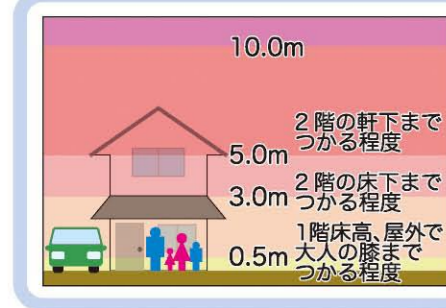 10.0m
2階の軒下まで
つかる程度
5.0m
2階の床下まで
つかる程度
3.0m
1階床高、屋外で
大人の膝まで
つかる程度
0.5m